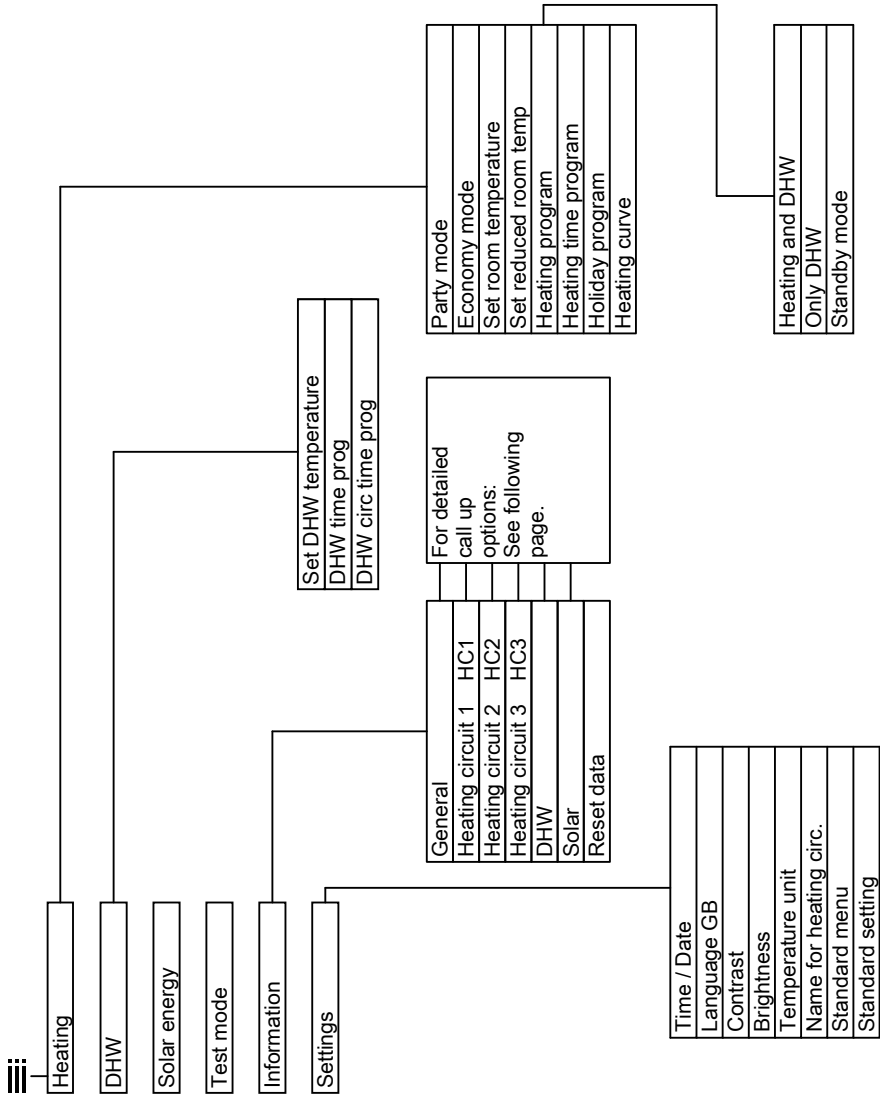 Heating
DHW
Solar energy
Test mode
Information
Settings
Party mode
Economy mode
Set room temperature
Set reduced room temp
Heating program
Heating time program
Holiday program
Heating curve
Heating and DHW
Only DHW
Standby mode
Set DHW temperature
DHW time prog
DHW circ time prog
General
Heating circuit 1 HC1
Heating circuit 2 HC2
Heating circuit 3 HC3
DHW
Solar
Reset data
For detailed
call up
options:
See following
page.
Time / Date
Language GB
Contrast
Brightness
Temperature unit
Name for heating circ.
Standard menu
Standard setting